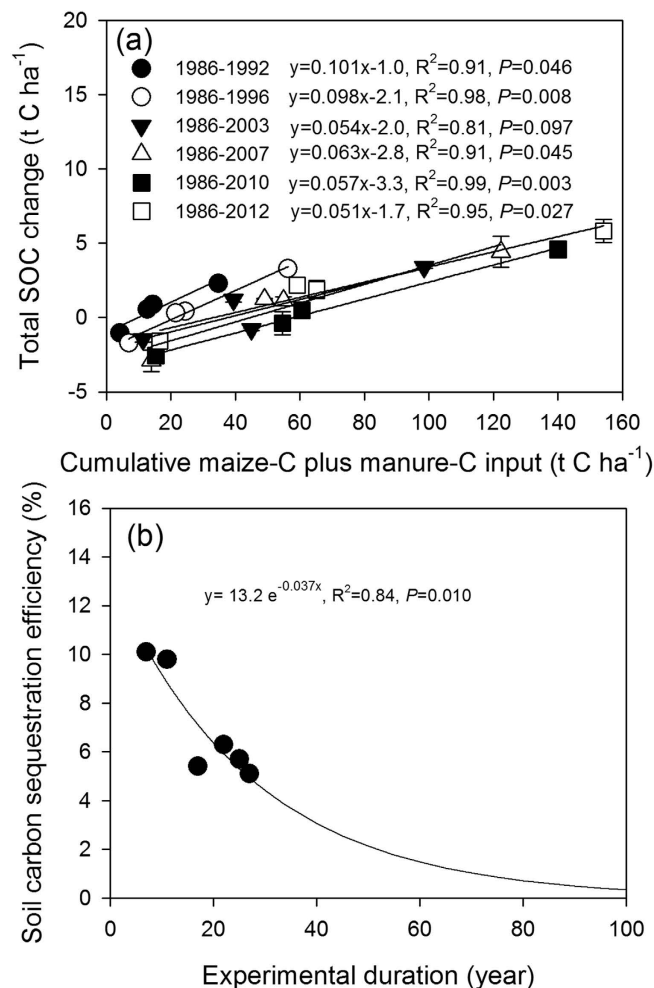 (a)
Total SOC change (t C ha⁻¹)
20
15
10
5
0
-5
1986-1992 y=0.101x-1.0, R²=0.91, P=0.046
1986-1996 y=0.098x-2.1, R²=0.98, P=0.008
1986-2003 y=0.054x-2.0, R²=0.81, P=0.097
1986-2007 y=0.063x-2.8, R²=0.91, P=0.045
1986-2010 y=0.057x-3.3, R²=0.99, P=0.003
1986-2012 y=0.051x-1.7, R²=0.95, P=0.027
0 20 40 60 80 100 120 140 160
Cumulative maize-C plus manure-C input (t C ha⁻¹)
(b)
Soil carbon sequestration efficiency (%)
16
14
12
10
8
6
4
2
0
y= 13.2 e⁻⁰·⁰³⁷ˣ, R²=0.84, P=0.010
0 20 40 60 80 100
Experimental duration (year)